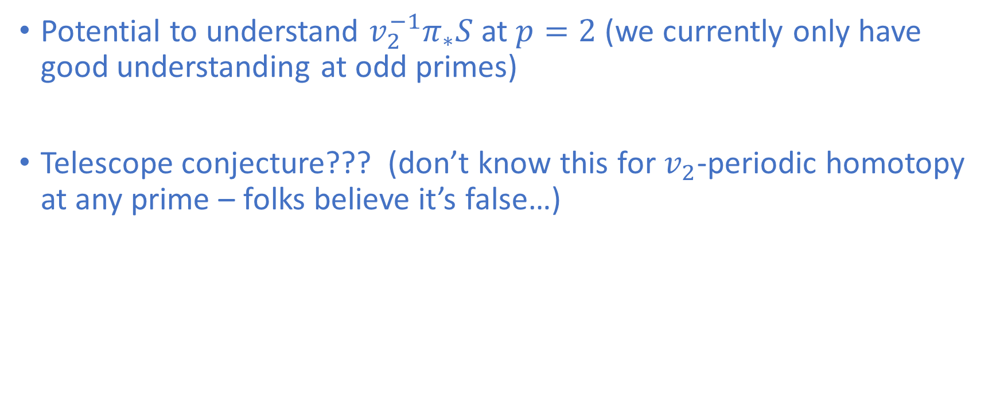 • Potential to understand $v_2^{-1}\pi_*S$ at $p = 2$ (we currently only have
good understanding at odd primes)
• Telescope conjecture??? (don’t know this for $v_2$-periodic homotopy
at any prime – folks believe it’s false…)